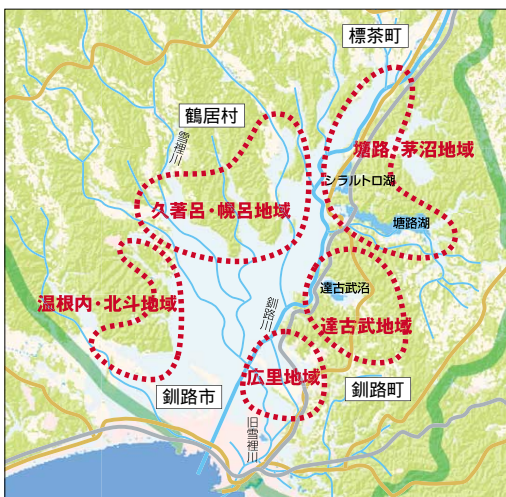 標茶町
鶴居村
雪裡川
塘路・茅沼地域
シラルトロ湖
久著呂・幌呂地域
塘路湖
達古武沼
温根内・北斗地域
釧路川
達古武地域
広里地域
釧路市
釧路町
旧雪裡川